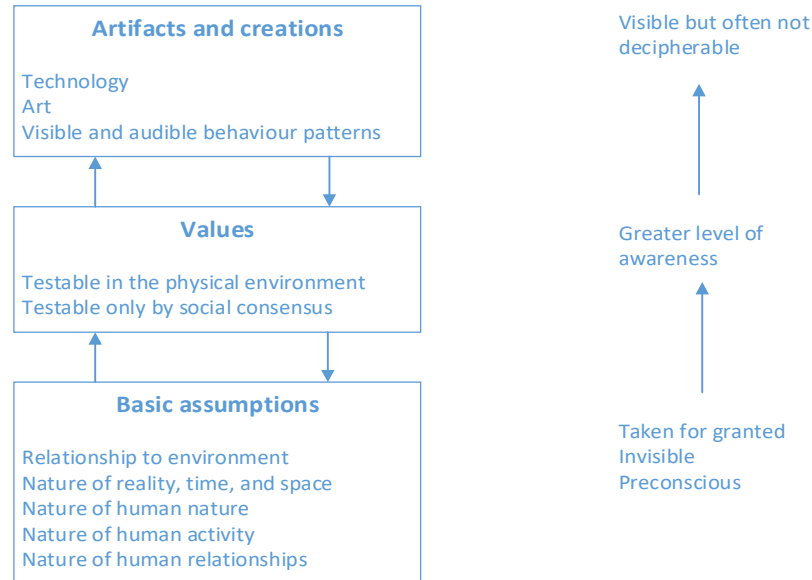 Artifacts and creations
Technology
Art
Visible and audible behaviour patterns
Values
Testable in the physical environment
Testable only by social consensus
Basic assumptions
Relationship to environment
Nature of reality, time, and space
Nature of human nature
Nature of human activity
Nature of human relationships
Visible but often not
decipherable
Greater level of
awareness
Taken for granted
Invisible
Preconscious